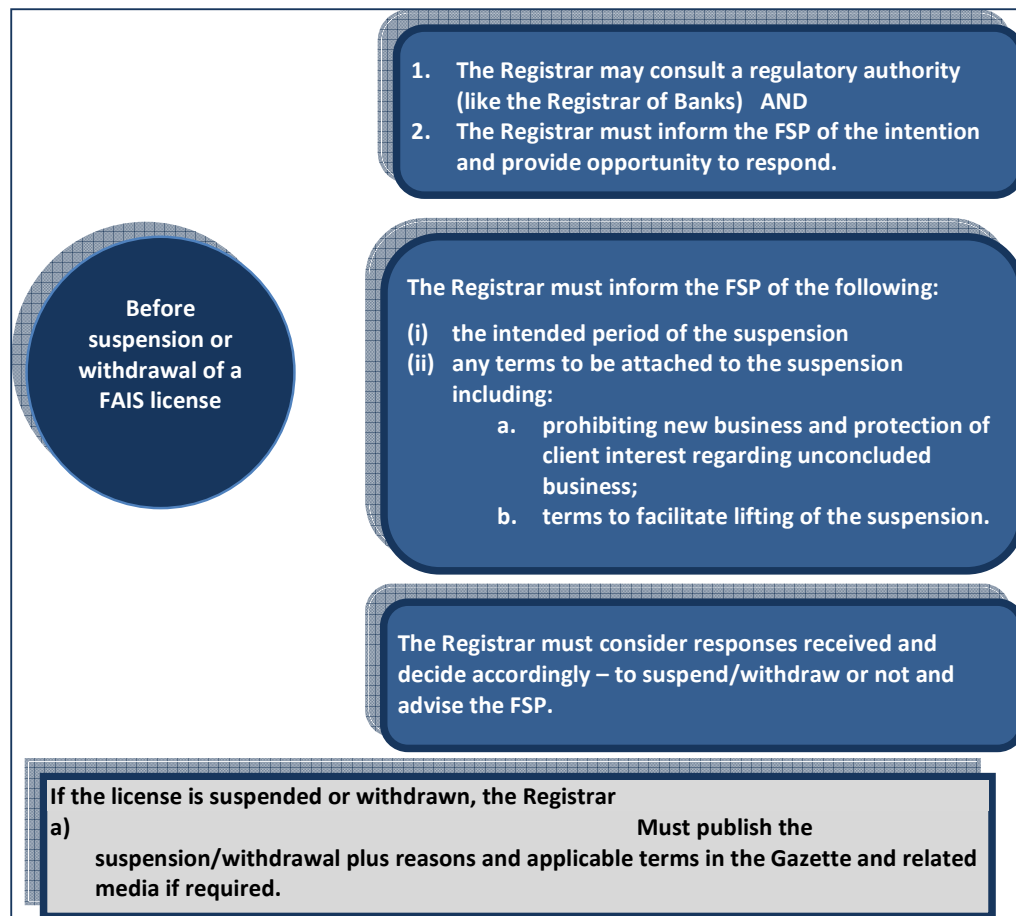 1. The Registrar may consult a regulatory authority
(like the Registrar of Banks) AND
2. The Registrar must inform the FSP of the intention
and provide opportunity to respond.
Before
suspension or
withdrawal of a
FAIS license
The Registrar must inform the FSP of the following:
(i) the intended period of the suspension
(ii) any terms to be attached to the suspension
including:
a. prohibiting new business and protection of
client interest regarding unconcluded
business;
b. terms to facilitate lifting of the suspension.
The Registrar must consider responses received and
decide accordingly – to suspend/withdraw or not and
advise the FSP.
If the license is suspended or withdrawn, the Registrar
a) Must publish the
suspension/withdrawal plus reasons and applicable terms in the Gazette and related
media if required.